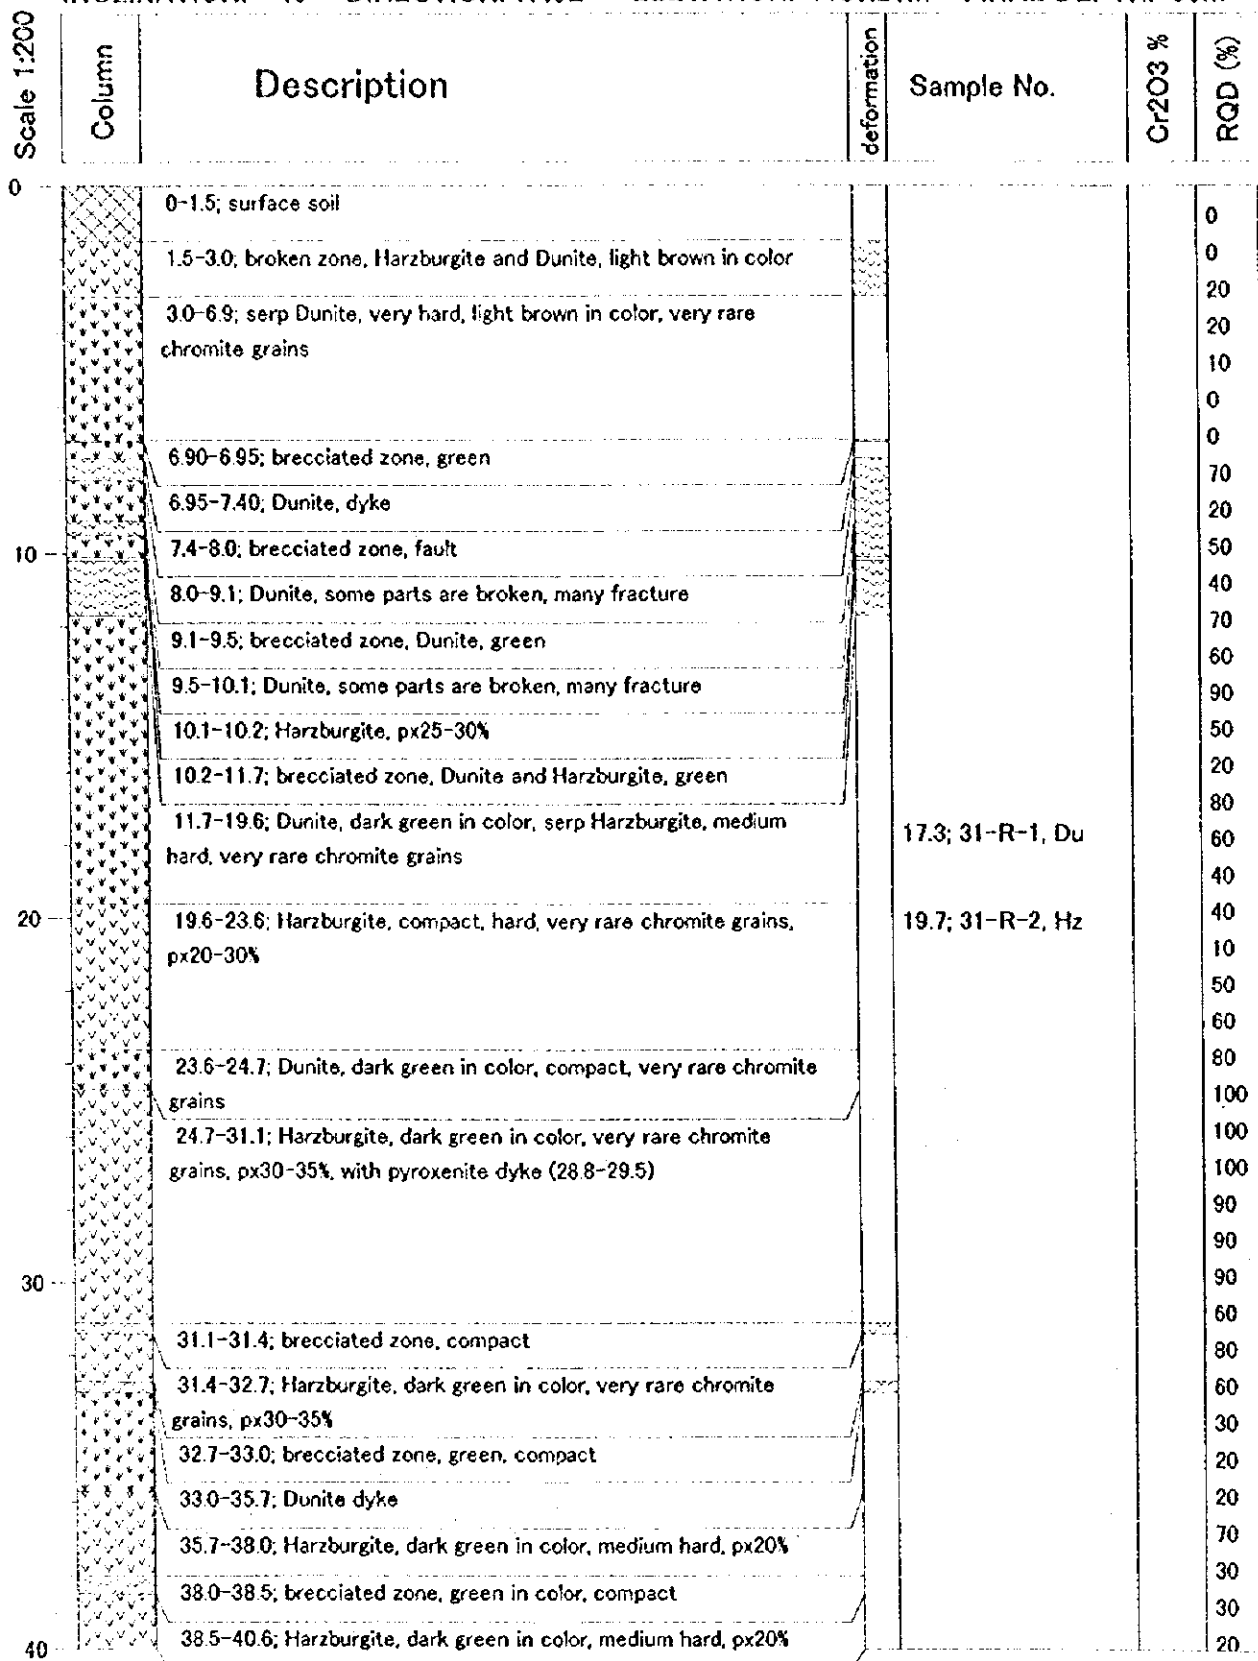 Scale 1:200
Column
Description
deformation
Sample No.
Cr2O3 %
RQD (%)
0
0-1.5; surface soil
0
1.5-3.0; broken zone, Harzburgite and Dunite, light brown in color
0
20
3.0-6.9; serp Dunite, very hard, light brown in color, very rare
20
chromite grains
10
0
0
6.90-6.95; brecciated zone, green
70
6.95-7.40; Dunite, dyke
20
10
7.4-8.0; brecciated zone, fault
50
8.0-9.1; Dunite, some parts are broken, many fracture
40
70
9.1-9.5; brecciated zone, Dunite, green
60
9.5-10.1; Dunite, some parts are broken, many fracture
90
10.1-10.2; Harzburgite, px25-30%
50
10.2-11.7; brecciated zone, Dunite and Harzburgite, green
20
80
11.7-19.6; Dunite, dark green in color, serp Harzburgite, medium
17.3; 31-R-1, Du
60
hard, very rare chromite grains
40
20
19.6-23.6; Harzburgite, compact, hard, very rare chromite grains,
19.7; 31-R-2, Hz
40
px20-30%
10
50
60
23.6-24.7; Dunite, dark green in color, compact, very rare chromite
80
grains
100
24.7-31.1; Harzburgite, dark green in color, very rare chromite
100
grains, px30-35%, with pyroxenite dyke (28.8-29.5)
100
90
90
30
90
60
31.1-31.4; brecciated zone, compact
80
31.4-32.7; Harzburgite, dark green in color, very rare chromite
60
grains, px30-35%
30
32.7-33.0; brecciated zone, green, compact
20
33.0-35.7; Dunite dyke
20
35.7-38.0; Harzburgite, dark green in color, medium hard, px20%
70
30
38.0-38.5; brecciated zone, green in color, compact
30
38.5-40.6; Harzburgite, dark green in color, medium hard, px20%
40
20